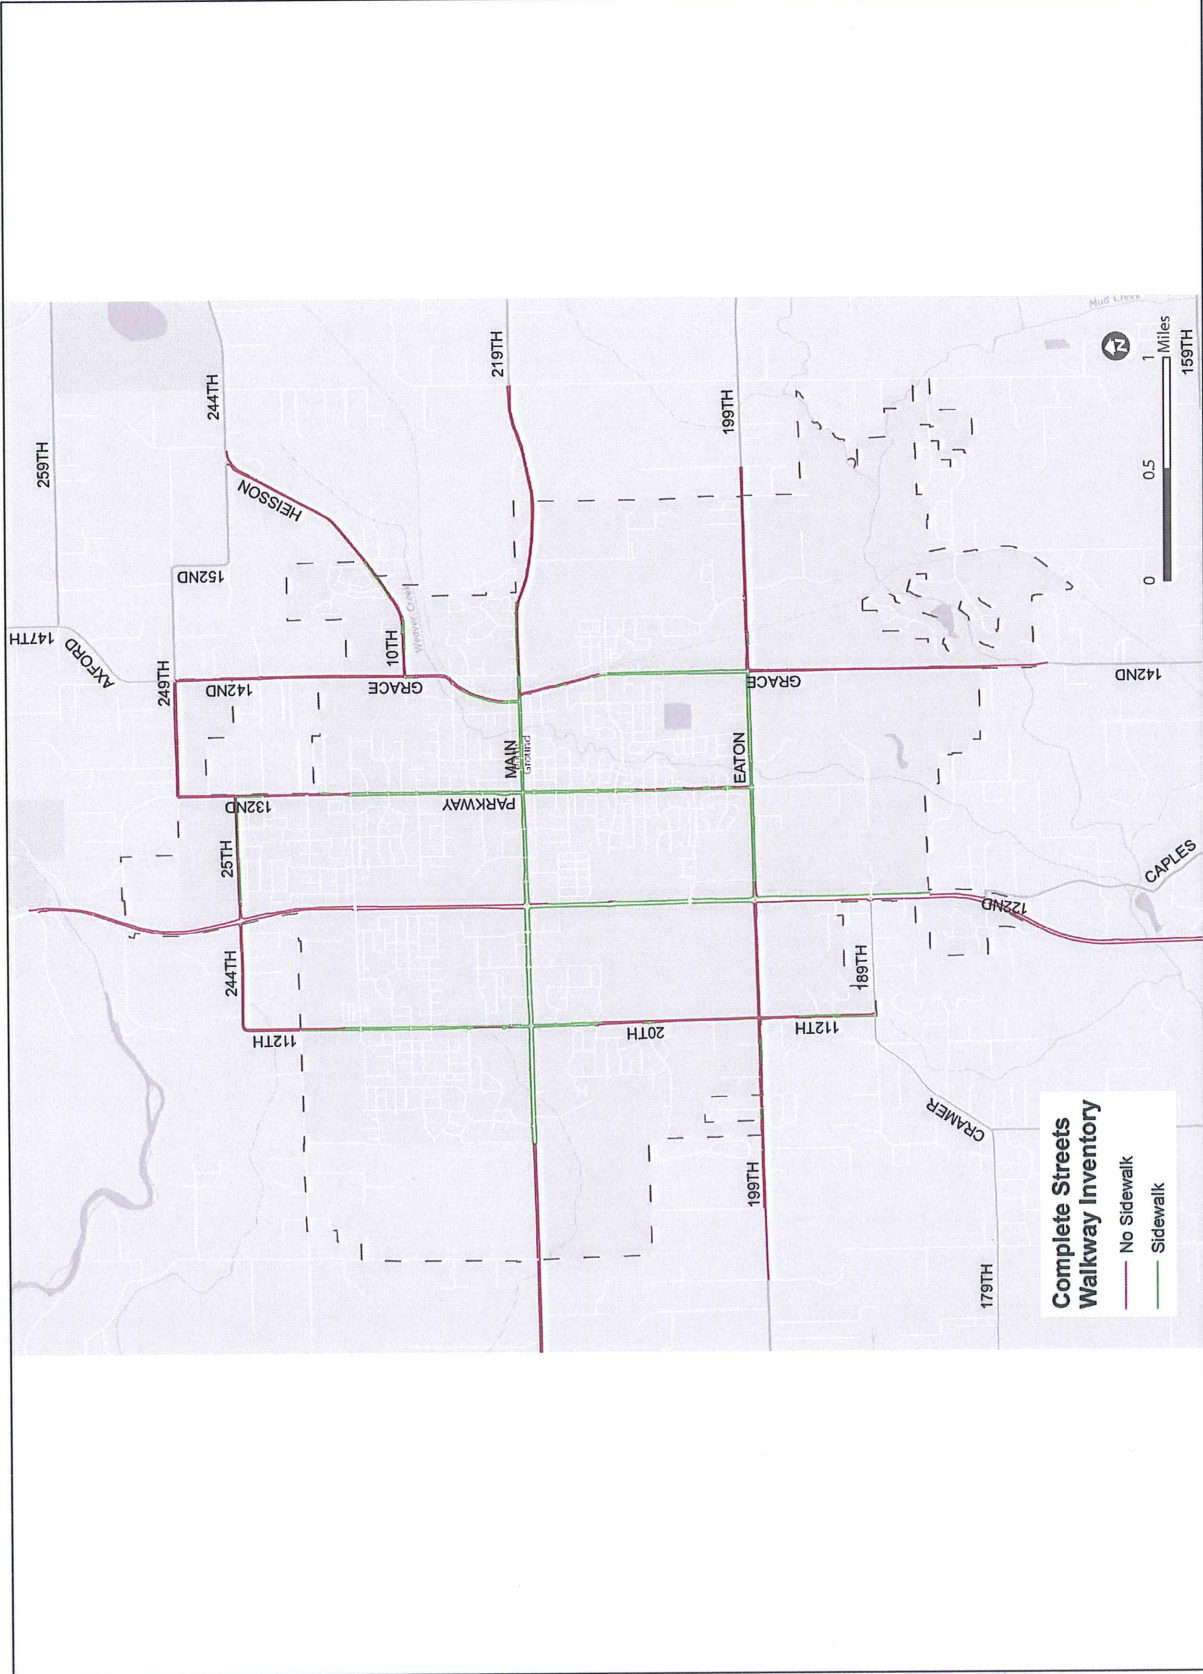 147TH
AXFORD
259TH
244TH
HEISSON
152ND
249TH
142ND
10TH
Weaver Creek
GRACE
219TH
132ND
25TH
PARKWAY
MAIN
Ground
244TH
112TH
20TH
199TH
EATON
GRACE
142ND
112TH
189TH
122ND
CAPLES
CRAMER
199TH
179TH
Mud Creek
159TH
N
0
0.5
1
Miles
Complete Streets
Walkway Inventory
No Sidewalk
Sidewalk